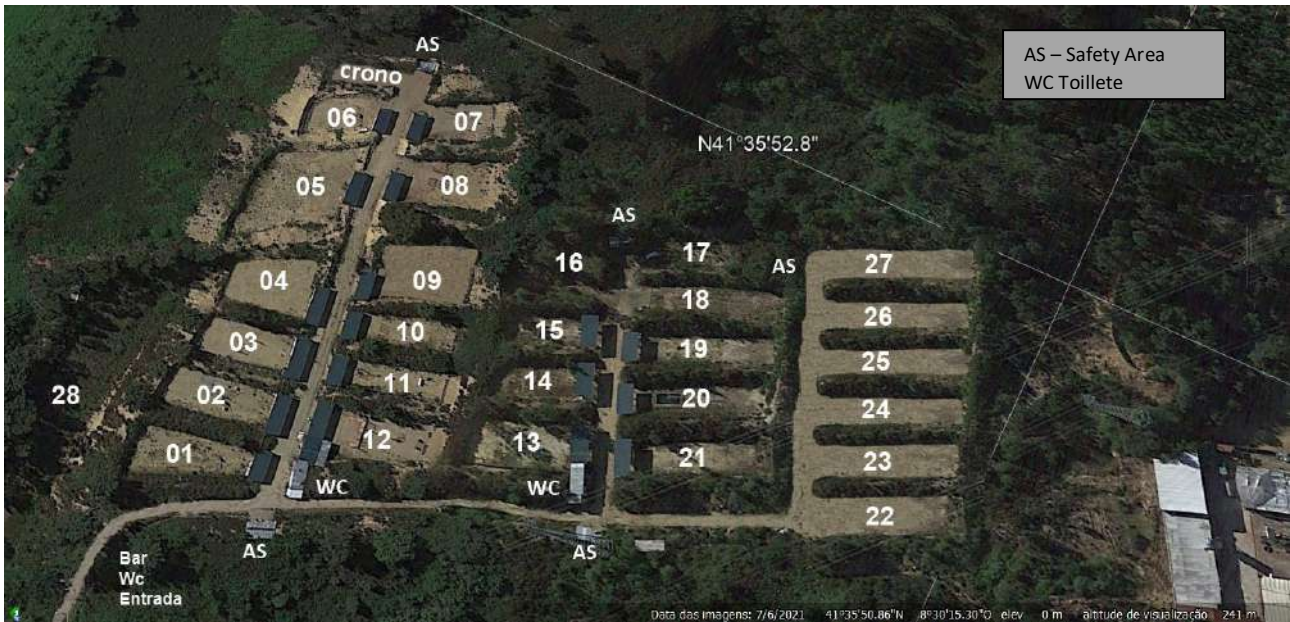 AS
AS – Safety Area
WC Toillete
crono
06
07
N41°35'52.8"
05
08
AS
16
17
AS
27
04
09
18
26
03
10
15
19
25
28
02
11
14
20
24
01
12
13
21
23
WC
WC
22
AS
AS
Bar
Wc
Entrada
Data das imagens: 7/6/2021 41°35'50.86"N 8°30'15.30"O elev 0 m altitude de visualização 241 m